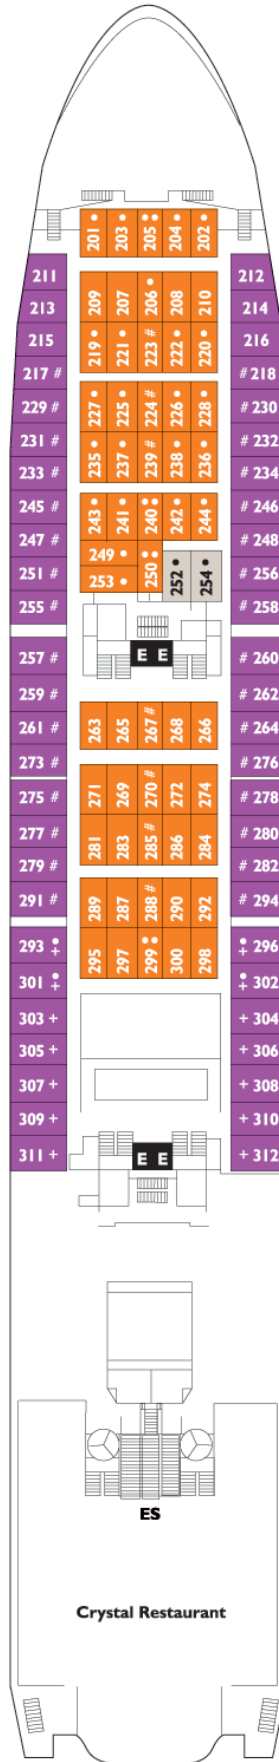 201 • 203 • 205 •• 204 • 202 •
211 212
213 209 207 206 • 208 210 214
215 219 • 221 • 223 # 222 • 220 • 216
217 # # 218
229 # 227 • 225 • 224 # 226 • 228 • # 230
231 # # 232
233 # 235 • 237 • 239 # 238 • 236 • # 234
245 # 243 • 241 • 240 •• 242 • 244 • # 246
247 # # 248
249 •
251 # 253 • 250 •• 252 • 254 • # 256
255 # # 258
E E
257 # # 260
259 # # 262
261 # 263 265 267 # 268 266 # 264
273 # # 276
275 # 271 269 270 # 272 274 # 278
277 # 281 283 285 # 286 284 # 280
279 # # 282
291 # 289 287 288 # 290 292 # 294
293 •+ 295 297 299 •• 300 298 •+ 296
301 •+ •+ 302
303 + + 304
305 + + 306
307 + + 308
309 + + 310
311 + E E + 312
ES
Crystal Restaurant